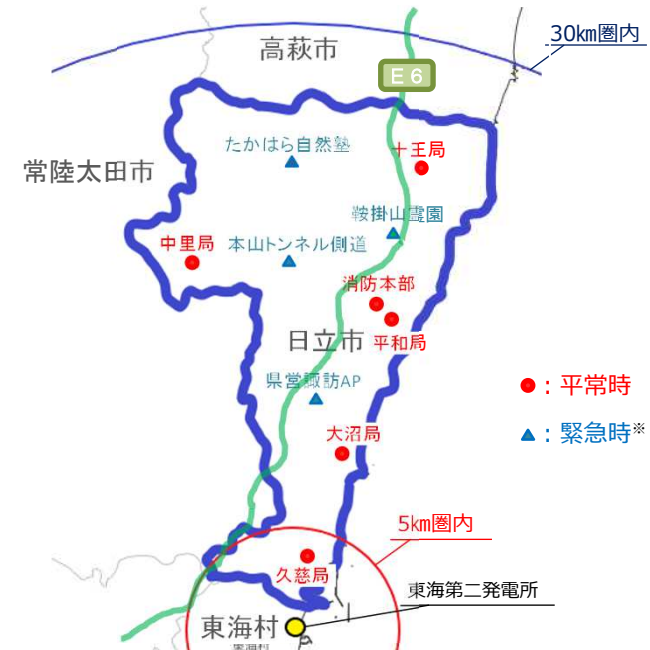 高萩市
30km圏内
E6
たかはら自然塾
十王局
常陸太田市
鞍掛山霊園
中里局
本山トンネル側道
消防本部
日立市
平和局
県営諏訪AP
●：平常時
大沼局
▲：緊急時※
5km圏内
久慈局
東海第二発電所
東海村